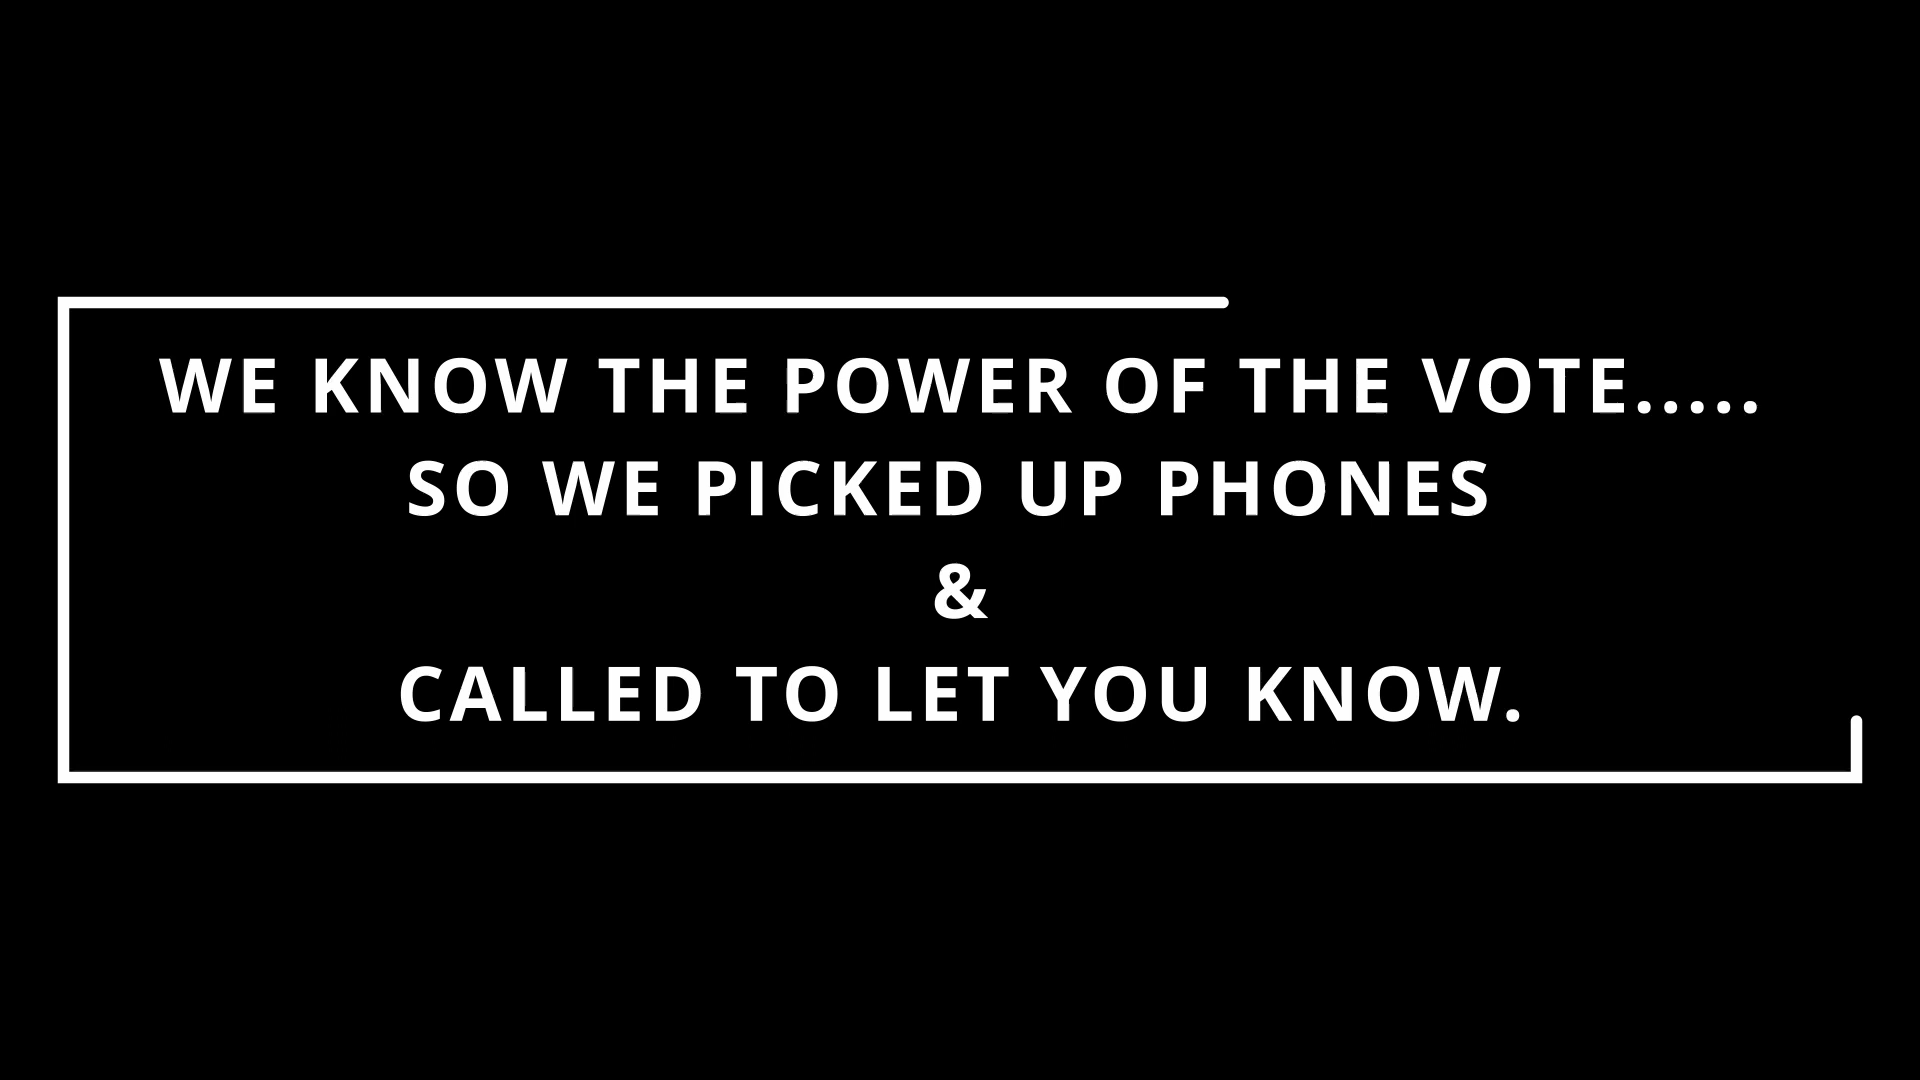 WE KNOW THE POWER OF THE VOTE.....
SO WE PICKED UP PHONES
&
CALLED TO LET YOU KNOW.